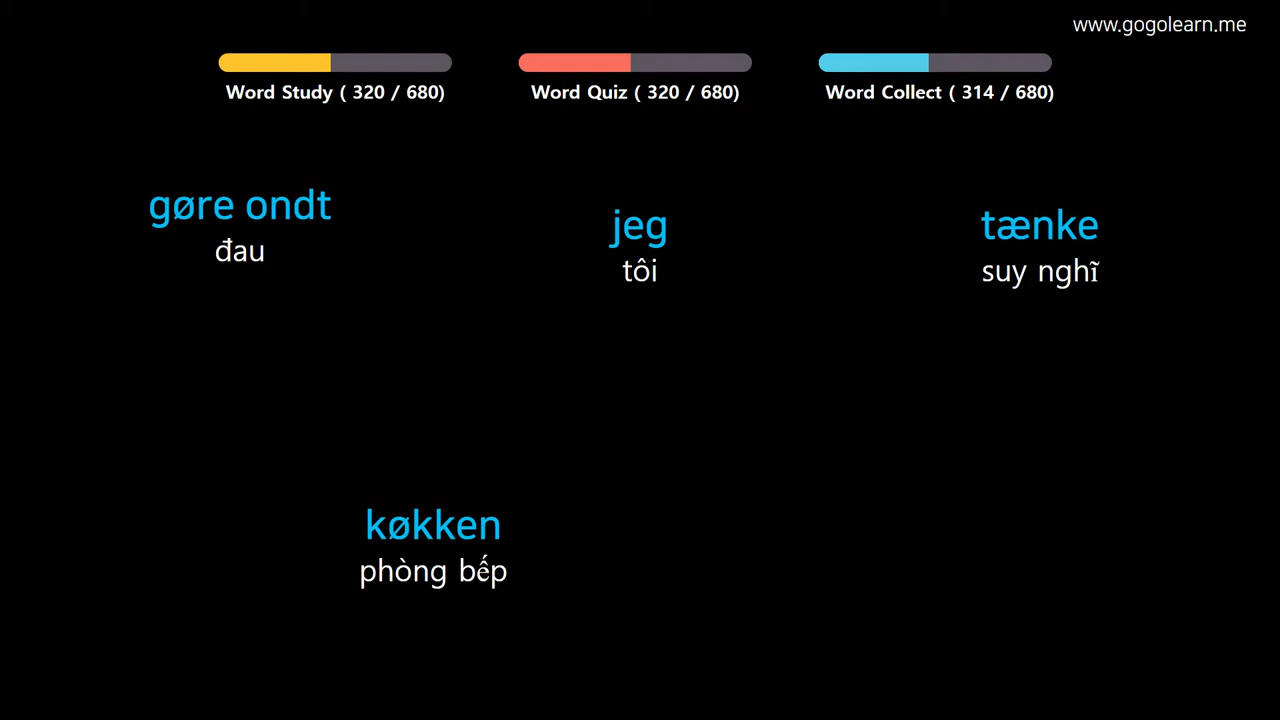 www.gogolearn.me
Word Study ( 320 / 680)
Word Quiz ( 320 / 680)
Word Collect ( 314 / 680)
gøre ondt
đau
jeg
tôi
tænke
suy nghĩ
køkken
phòng bếp